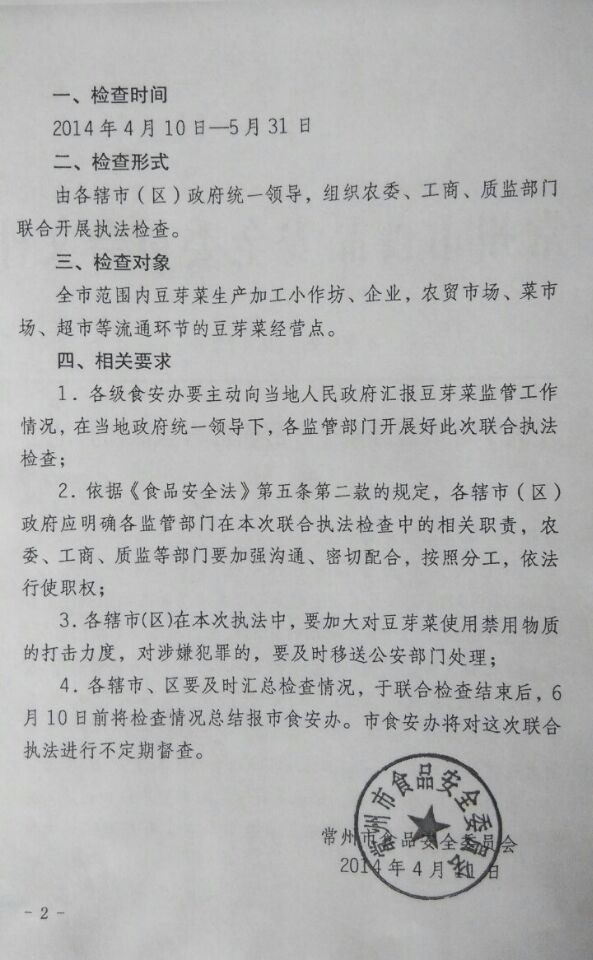 一、检查时间
2014年4月10日—5月31日
二、检查形式
由各辖市（区）政府统一领导，组织农委、工商、质监部门
联合开展执法检查。
三、检查对象
全市范围内豆芽菜生产加工小作坊、企业，农贸市场、菜市
场、超市等流通环节的豆芽菜经营点。
四、相关要求
1．各级食安办要主动向当地人民政府汇报豆芽菜监管工作
情况，在当地政府统一领导下，各监管部门开展好此次联合执法
检查；
2．依据《食品安全法》第五条第二款的规定，各辖市（区）
政府应明确各监管部门在本次联合执法检查中的相关职责，农
委、工商、质监等部门要加强沟通、密切配合，按照分工，依法
行使职权；
3．各辖市(区)在本次执法中，要加大对豆芽菜使用禁用物质
的打击力度，对涉嫌犯罪的，要及时移送公安部门处理；
4．各辖市、区要及时汇总检查情况，于联合检查结束后，6
月10日前将检查情况总结报市食安办。市食安办将对这次联合
执法进行不定期督查。
常州市食品安全委员会
常州市食品安全委员会
2014年4月11日
- 2 -